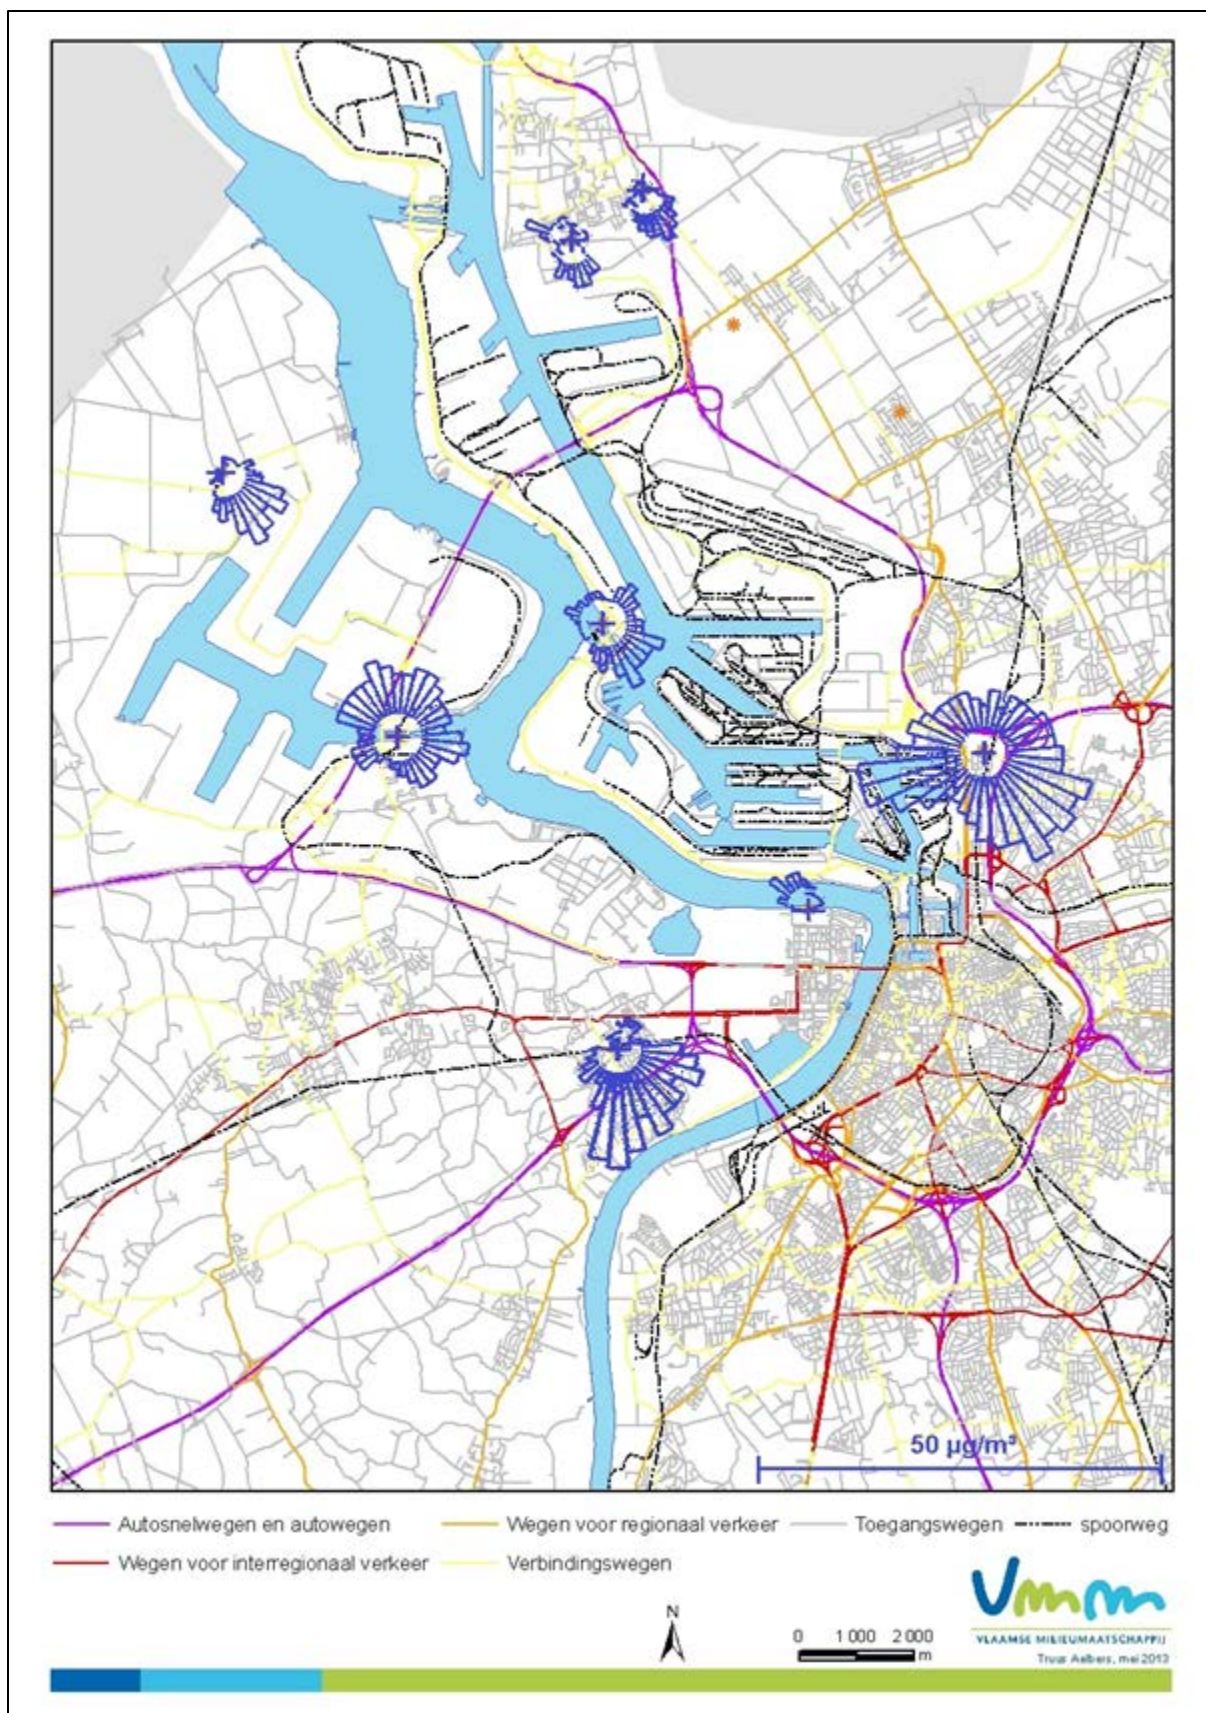 50 µg/m³
Autosnelwegen en autowegen
Wegen voor regionaal verkeer
Toegangswegen
spoorweg
Wegen voor interregionaal verkeer
Verbindingswegen
N
0 1 000 2 000
m
Vmm
VLAAMSE MILIEUMAATSCHAPPIJ
Truus Aelbers, mei 2013